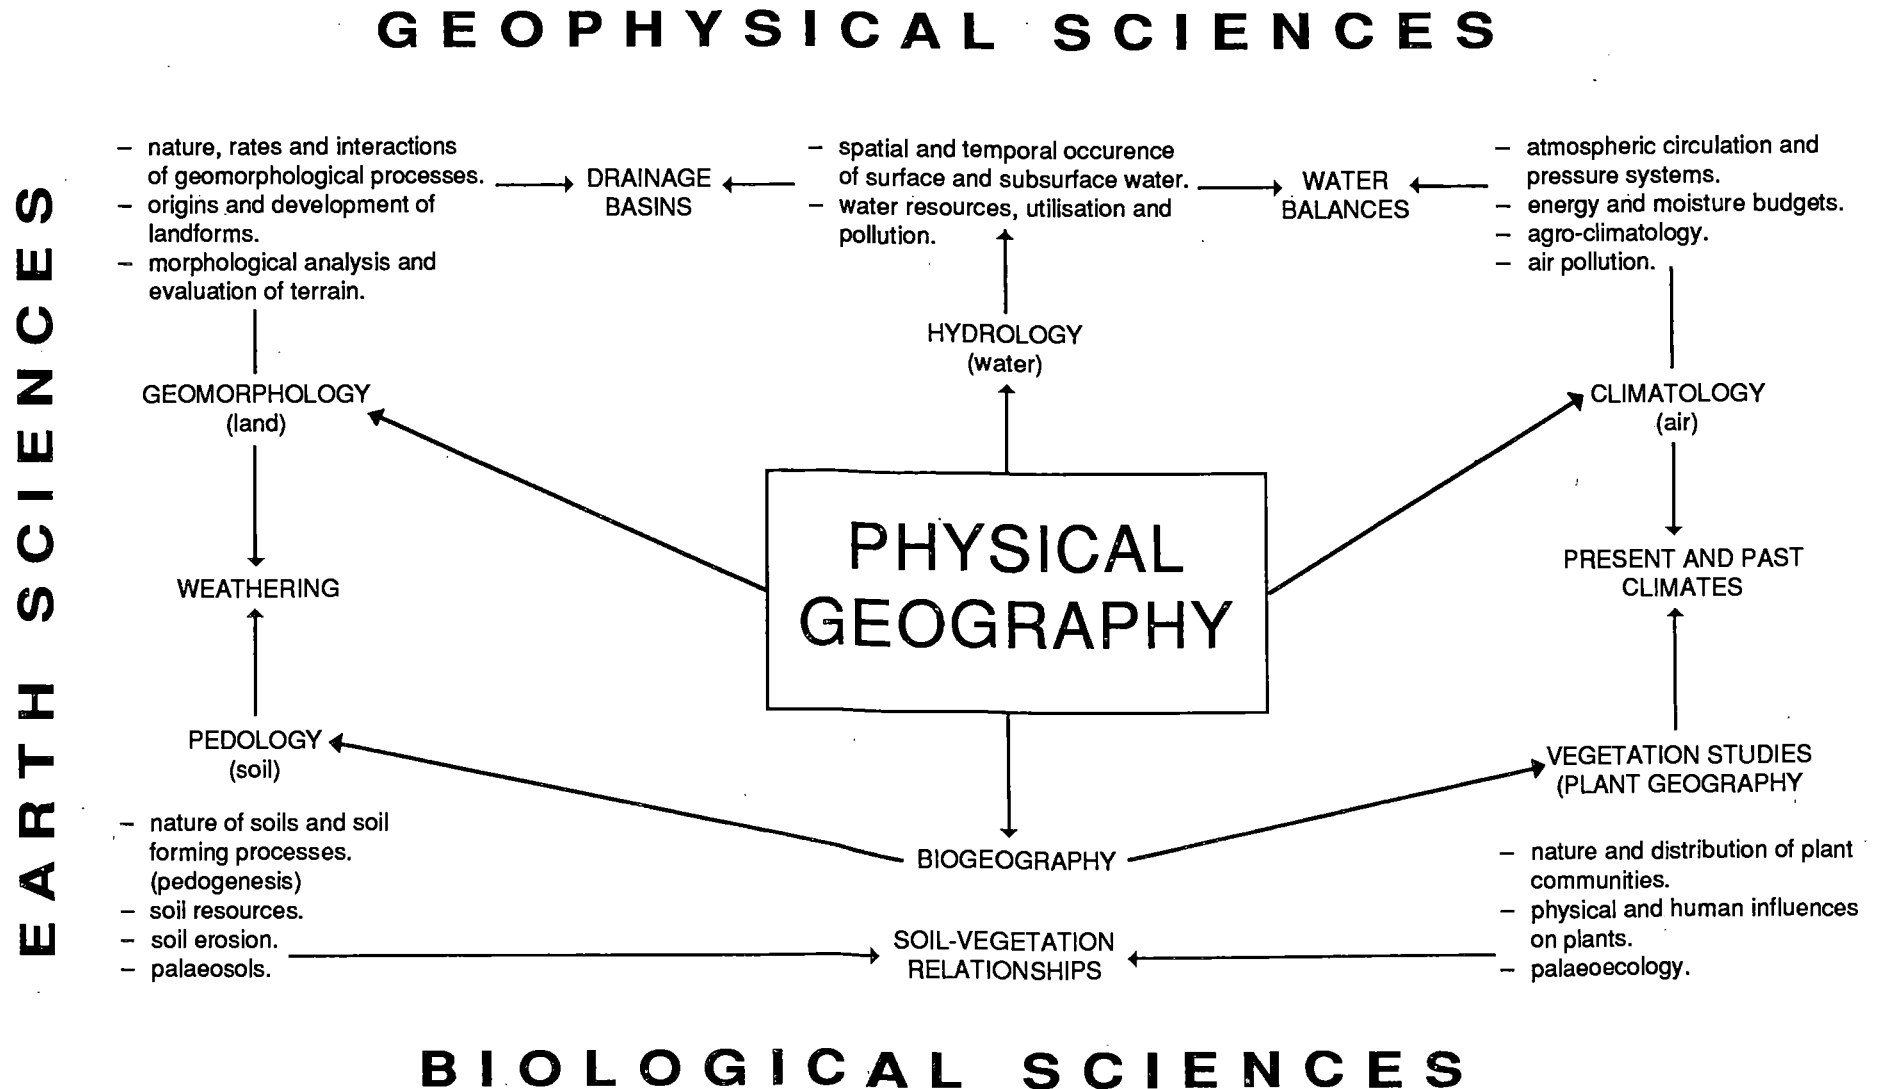 GEOPHYSICAL SCIENCES
EARTH SCIENCES
– nature, rates and interactions
of geomorphological processes.
– origins and development of
landforms.
– morphological analysis and
evaluation of terrain.
DRAINAGE
BASINS
– spatial and temporal occurence
of surface and subsurface water.
– water resources, utilisation and
pollution.
WATER
BALANCES
– atmospheric circulation and
pressure systems.
– energy and moisture budgets.
– agro-climatology.
– air pollution.
HYDROLOGY
(water)
GEOMORPHOLOGY
(land)
CLIMATOLOGY
(air)
PHYSICAL
GEOGRAPHY
WEATHERING
PRESENT AND PAST
CLIMATES
PEDOLOGY
(soil)
VEGETATION STUDIES
(PLANT GEOGRAPHY
– nature of soils and soil
forming processes.
(pedogenesis)
– soil resources.
– soil erosion.
– palaeosols.
BIOGEOGRAPHY
SOIL-VEGETATION
RELATIONSHIPS
– nature and distribution of plant
communities.
– physical and human influences
on plants.
– palaeoecology.
BIOLOGICAL SCIENCES